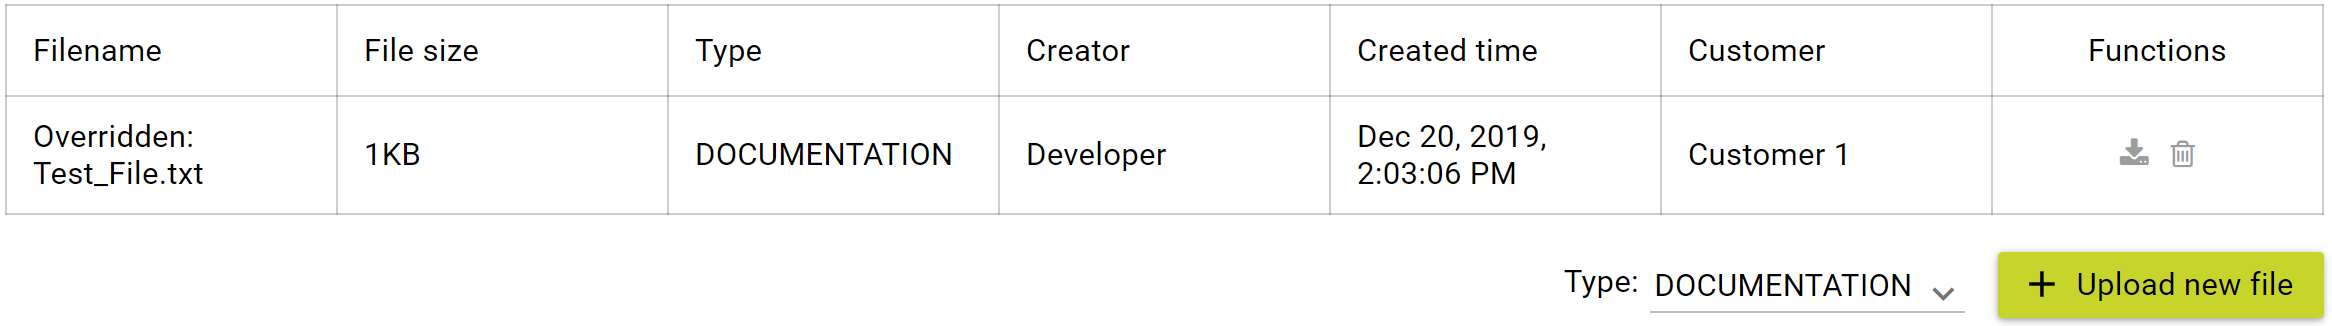 Filename File size Type Creator Created time Customer Functions
Overridden: Test_File.txt 1KB DOCUMENTATION Developer Dec 20, 2019, 2:03:06 PM Customer 1
Type: DOCUMENTATION Upload new file